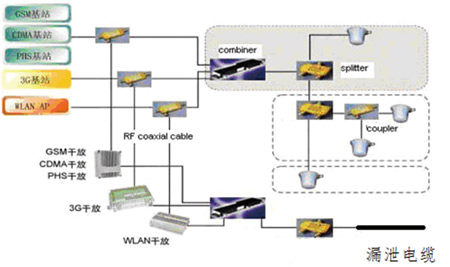 GSM基站
CDMA基站
PHS基站
3G基站
WLAN AP
combiner
splitter
coupler
RF coaxial cable
GSM干放
CDMA干放
PHS干放
3G干放
WLAN干放
漏泄电缆